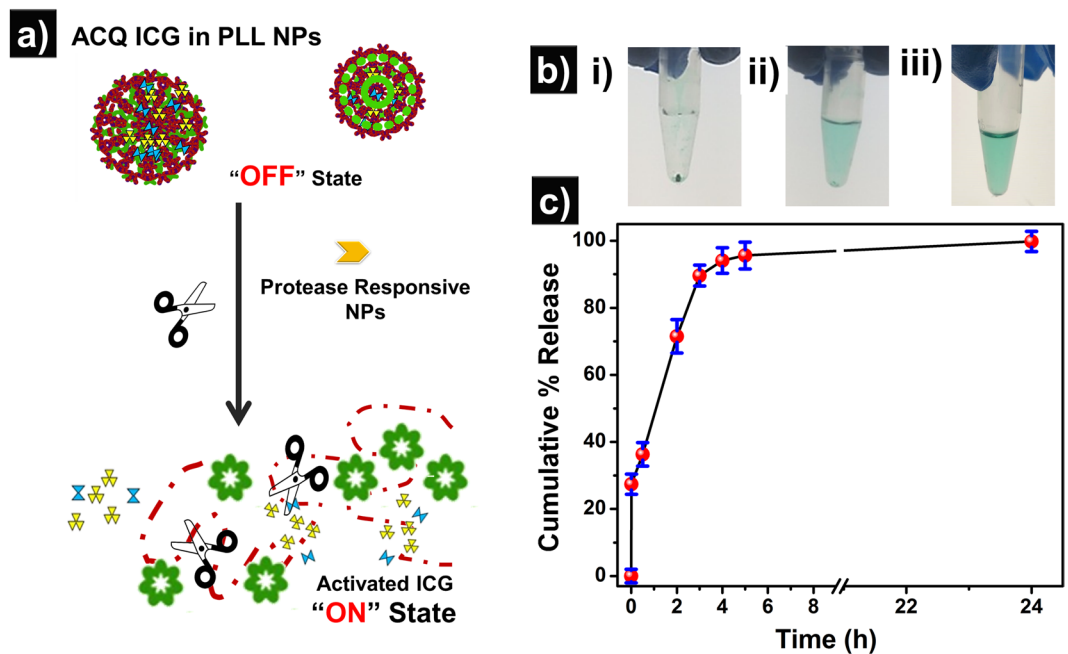 a)
ACQ ICG in PLL NPs
“OFF” State
Protease Responsive
NPs
Activated ICG
“ON” State
b)
i)
ii)
iii)
c)
Cumulative % Release
100
80
60
40
20
0
0 2 4 6 8 22 24
Time (h)